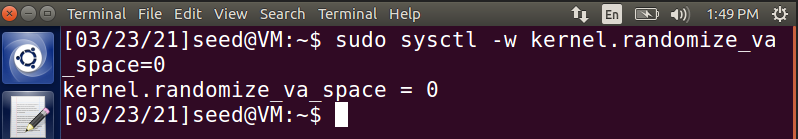 Terminal Terminal File Edit View Search Terminal Help En 1:49 PM
[03/23/21]seed@VM:~$ sudo sysctl -w kernel.randomize_va
_space=0
kernel.randomize_va_space = 0
[03/23/21]seed@VM:~$